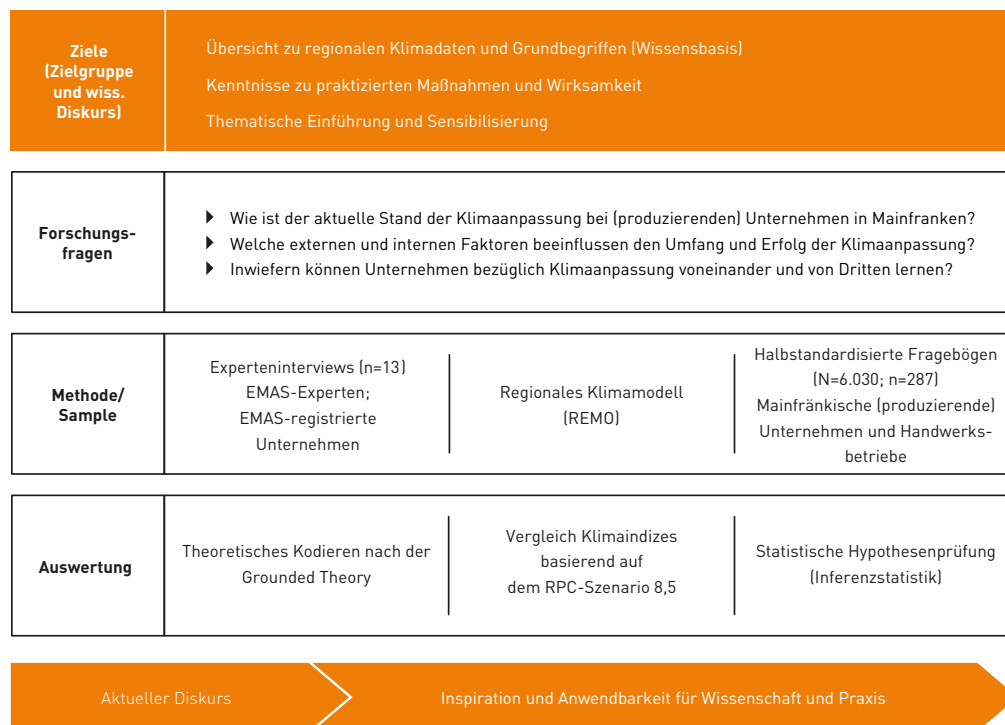 Ziele
(Zielgruppe
und wiss.
Diskurs)
Übersicht zu regionalen Klimadaten und Grundbegriffen (Wissensbasis)
Kenntnisse zu praktizierten Maßnahmen und Wirksamkeit
Thematische Einführung und Sensibilisierung
Forschungs-
fragen
Wie ist der aktuelle Stand der Klimaanpassung bei (produzierenden) Unternehmen in Mainfranken?
Welche externen und internen Faktoren beeinflussen den Umfang und Erfolg der Klimaanpassung?
Inwiefern können Unternehmen bezüglich Klimaanpassung voneinander und von Dritten lernen?
Methode/
Sample
Experteninterviews (n=13)
EMAS-Experten;
EMAS-registrierte
Unternehmen
Regionales Klimamodell
(REMO)
Halbstandardisierte Fragebögen
(N=6.030; n=287)
Mainfränkische (produzierende)
Unternehmen und Handwerks-
betriebe
Auswertung
Theoretisches Kodieren nach der
Grounded Theory
Vergleich Klimaindizes
basierend auf
dem RPC-Szenario 8,5
Statistische Hypothesenprüfung
(Inferenzstatistik)
Aktueller Diskurs
Inspiration und Anwendbarkeit für Wissenschaft und Praxis